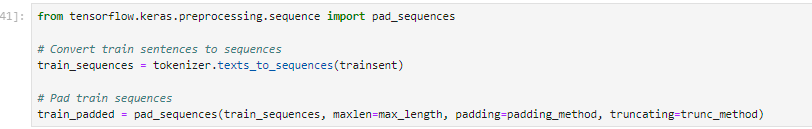 41]: from tensorflow.keras.preprocessing.sequence import pad_sequences
# Convert train sentences to sequences
train_sequences = tokenizer.texts_to_sequences(trainsent)
# Pad train sequences
train_padded = pad_sequences(train_sequences, maxlen=max_length, padding=padding_method, truncating=trunc_method)